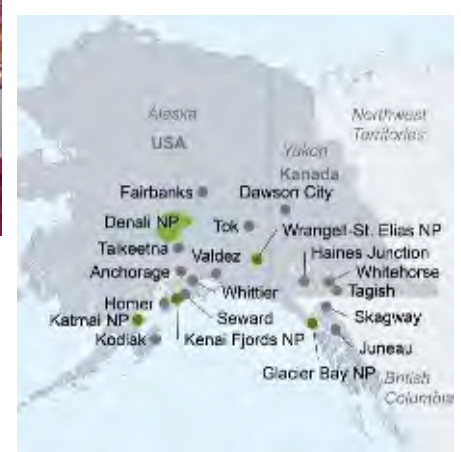 Alaska
USA
Northwest
Territories
Yukon
Kanada
Fairbanks
Dawson City
Denali NP
Tok
Wrangell-St. Elias NP
Talkeetna
Valdez
Haines Junction
Anchorage
Whitehorse
Whittier
Tagish
Homer
Seward
Skagway
Katmai NP
Kodiak
Kenai Fjords NP
Juneau
Glacier Bay NP
British
Columbia